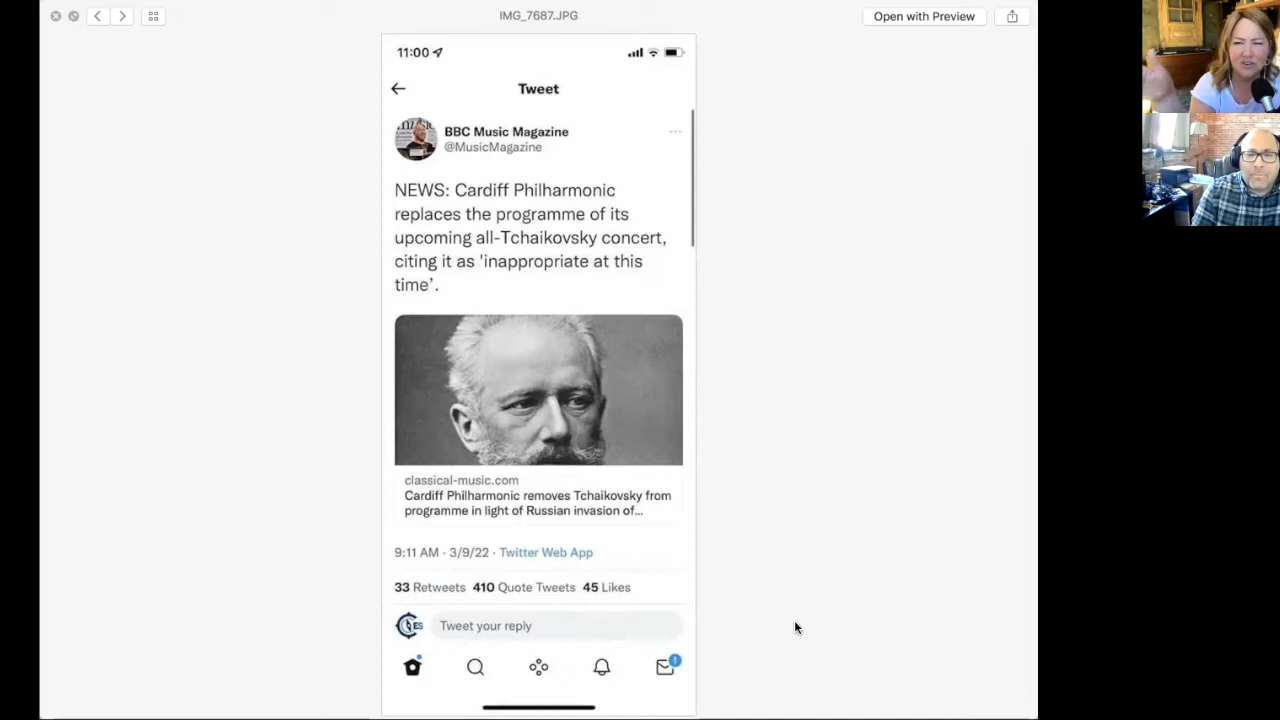 IMG_7687.JPG
Open with Preview
11:00
Tweet
BBC Music Magazine
@MusicMagazine
NEWS: Cardiff Philharmonic
replaces the programme of its
upcoming all-Tchaikovsky concert,
citing it as 'inappropriate at this
time’.
classical-music.com
Cardiff Philharmonic removes Tchaikovsky from
programme in light of Russian invasion of...
9:11 AM · 3/9/22 · Twitter Web App
33 Retweets 410 Quote Tweets 45 Likes
Tweet your reply
1